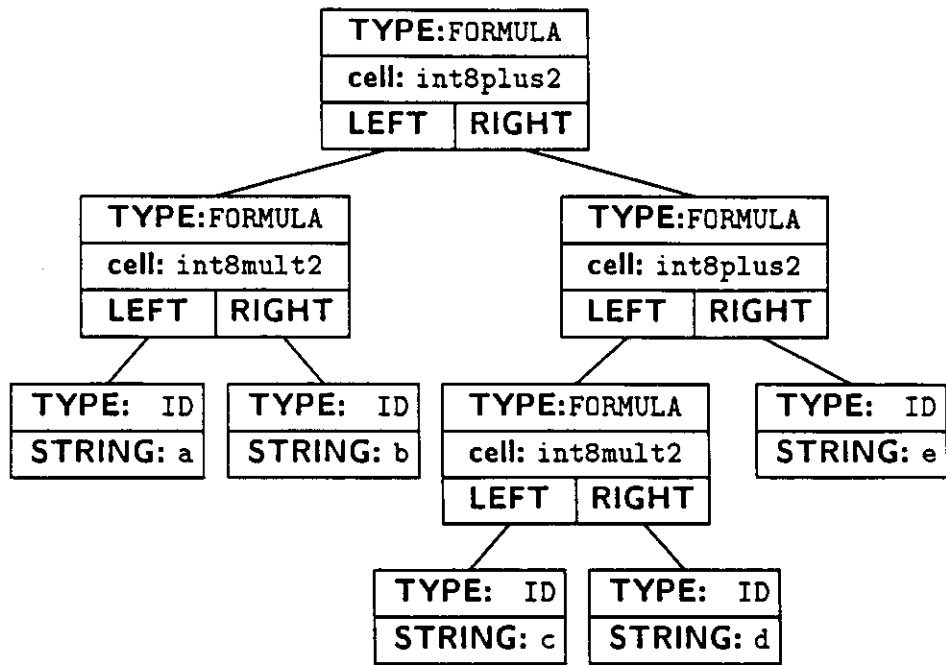 TYPE:FORMULA
cell: int8plus2
LEFT RIGHT
TYPE:FORMULA
cell: int8mult2
LEFT RIGHT
TYPE:FORMULA
cell: int8plus2
LEFT RIGHT
TYPE: ID
STRING: a
TYPE: ID
STRING: b
TYPE:FORMULA
cell: int8mult2
LEFT RIGHT
TYPE: ID
STRING: e
TYPE: ID
STRING: c
TYPE: ID
STRING: d